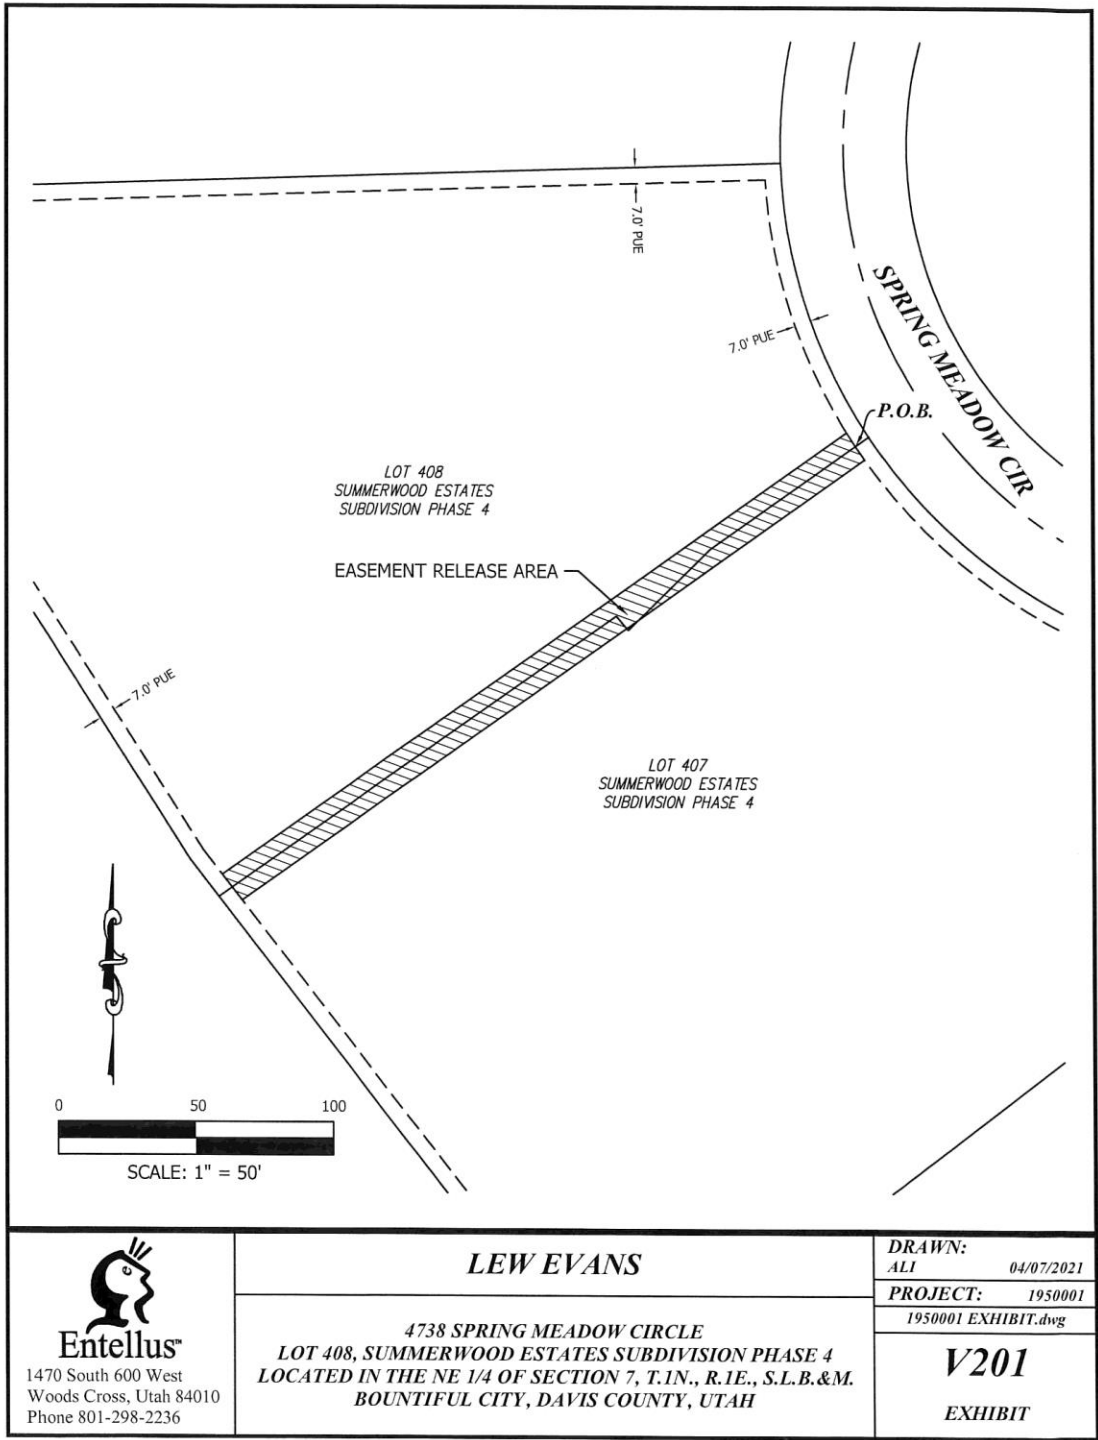 7.0' PUE
SPRING MEADOW CIR
7.0' PUE
P.O.B.
LOT 408
SUMMERWOOD ESTATES
SUBDIVISION PHASE 4
EASEMENT RELEASE AREA
7.0' PUE
LOT 407
SUMMERWOOD ESTATES
SUBDIVISION PHASE 4
0 50 100
SCALE: 1" = 50'
e
Entellus™
1470 South 600 West
Woods Cross, Utah 84010
Phone 801-298-2236
LEW EVANS
4738 SPRING MEADOW CIRCLE
LOT 408, SUMMERWOOD ESTATES SUBDIVISION PHASE 4
LOCATED IN THE NE 1/4 OF SECTION 7, T.1N., R.1E., S.L.B.&M.
BOUNTIFUL CITY, DAVIS COUNTY, UTAH
DRAWN:
ALI 04/07/2021
PROJECT: 1950001
1950001 EXHIBIT.dwg
V201
EXHIBIT